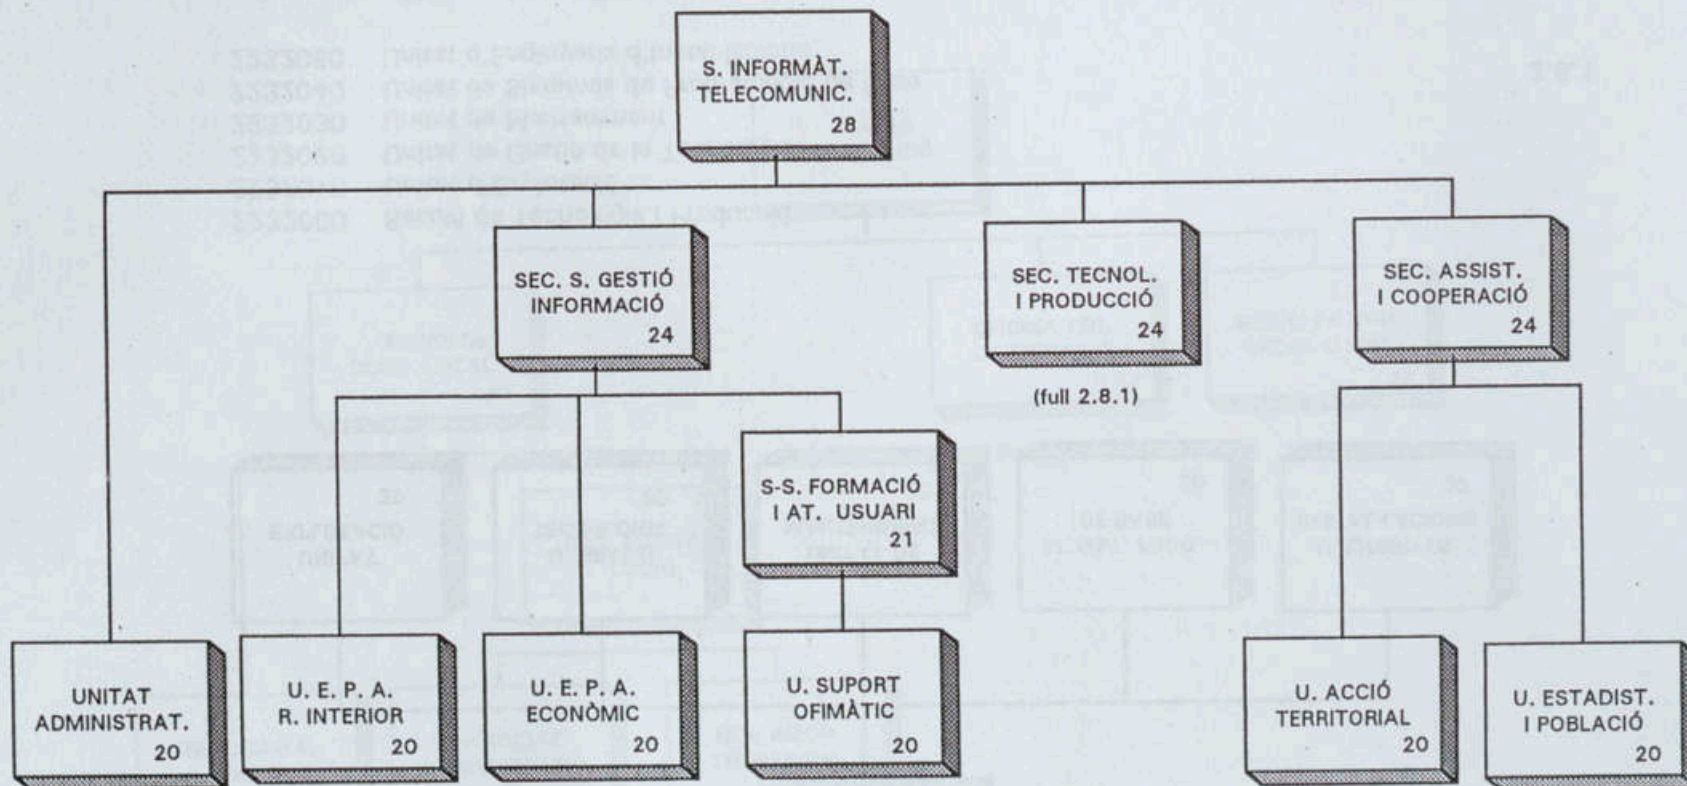 S. INFORMÀT.
TELECOMUNIC.
28
SEC. S. GESTIÓ
INFORMACIÓ
24
SEC. TECNOL.
I PRODUCCIÓ
24
(full 2.8.1)
SEC. ASSIST.
I COOPERACIÓ
24
S-S. FORMACIÓ
I AT. USUARI
21
UNITAT
ADMINISTRAT.
20
U. E. P. A.
R. INTERIOR
20
U. E. P. A.
ECONÒMIC
20
U. SUPORT
OFIMÀTIC
20
U. ACCIÓ
TERRITORIAL
20
U. ESTADIST.
I POBLACIÓ
20